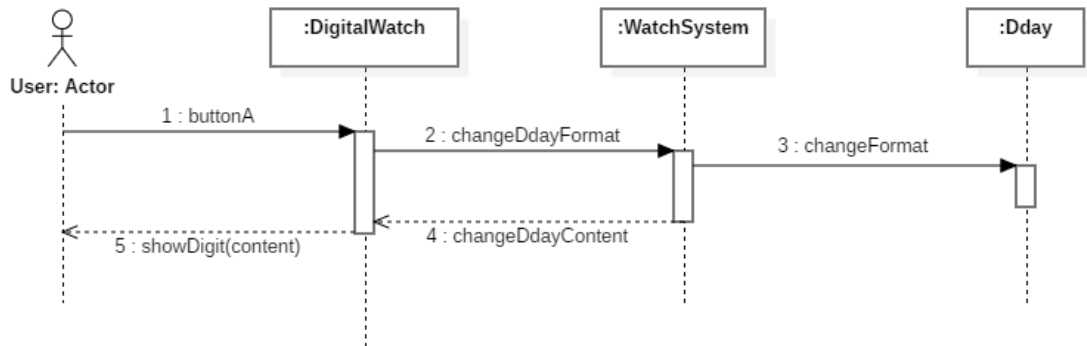 :DigitalWatch
:WatchSystem
:Dday
User: Actor
1 : buttonA
2 : changeDdayFormat
3 : changeFormat
4 : changeDdayContent
5 : showDigit(content)